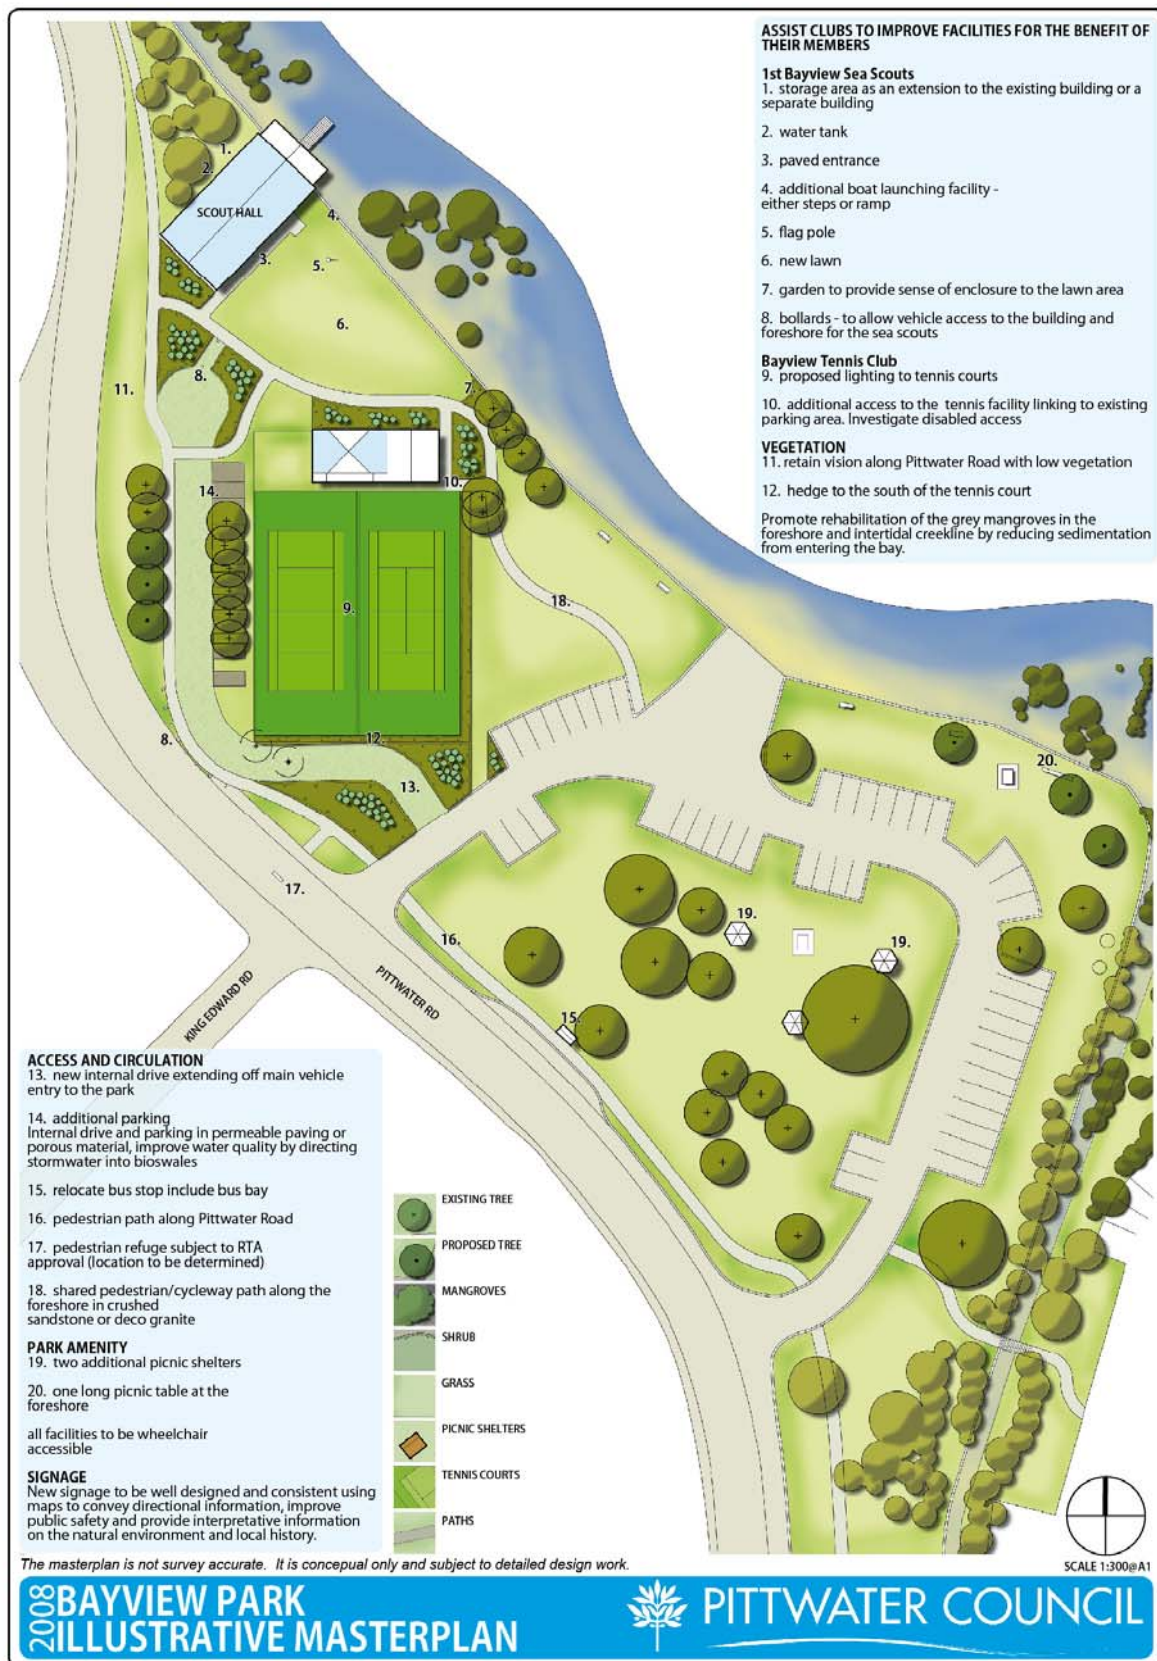 ASSIST CLUBS TO IMPROVE FACILITIES FOR THE BENEFIT OF
THEIR MEMBERS
1st Bayview Sea Scouts
1. storage area as an extension to the existing building or a
separate building
2. water tank
3. paved entrance
4. additional boat launching facility -
either steps or ramp
5. flag pole
6. new lawn
7. garden to provide sense of enclosure to the lawn area
8. bollards - to allow vehicle access to the building and
foreshore for the sea scouts
Bayview Tennis Club
9. proposed lighting to tennis courts
10. additional access to the tennis facility linking to existing
parking area. Investigate disabled access
VEGETATION
11. retain vision along Pittwater Road with low vegetation
12. hedge to the south of the tennis court
Promote rehabilitation of the grey mangroves in the
foreshore and intertidal creekline by reducing sedimentation
from entering the bay.
1.
2.
SCOUT HALL
4.
3.
5.
6.
11.
8.
7.
14.
10.
9.
18.
8.
12.
13.
20.
17.
16.
19.
19.
15.
KING EDWARD RD
PITTWATER RD
ACCESS AND CIRCULATION
13. new internal drive extending off main vehicle
entry to the park
14. additional parking
Internal drive and parking in permeable paving or
porous material, improve water quality by directing
stormwater into bioswales
15. relocate bus stop include bus bay
16. pedestrian path along Pittwater Road
17. pedestrian refuge subject to RTA
approval (location to be determined)
18. shared pedestrian/cycleway path along the
foreshore in crushed
sandstone or deco granite
PARK AMENITY
19. two additional picnic shelters
20. one long picnic table at the
foreshore
all facilities to be wheelchair
accessible
SIGNAGE
New signage to be well designed and consistent using
maps to convey directional information, improve
public safety and provide interpretative information
on the natural environment and local history.
EXISTING TREE
PROPOSED TREE
MANGROVES
SHRUB
GRASS
PICNIC SHELTERS
TENNIS COURTS
PATHS
SCALE 1:300@A1
The masterplan is not survey accurate. It is concepual only and subject to detailed design work.
2008 BAYVIEW PARK
ILLUSTRATIVE MASTERPLAN
PITTWATER COUNCIL